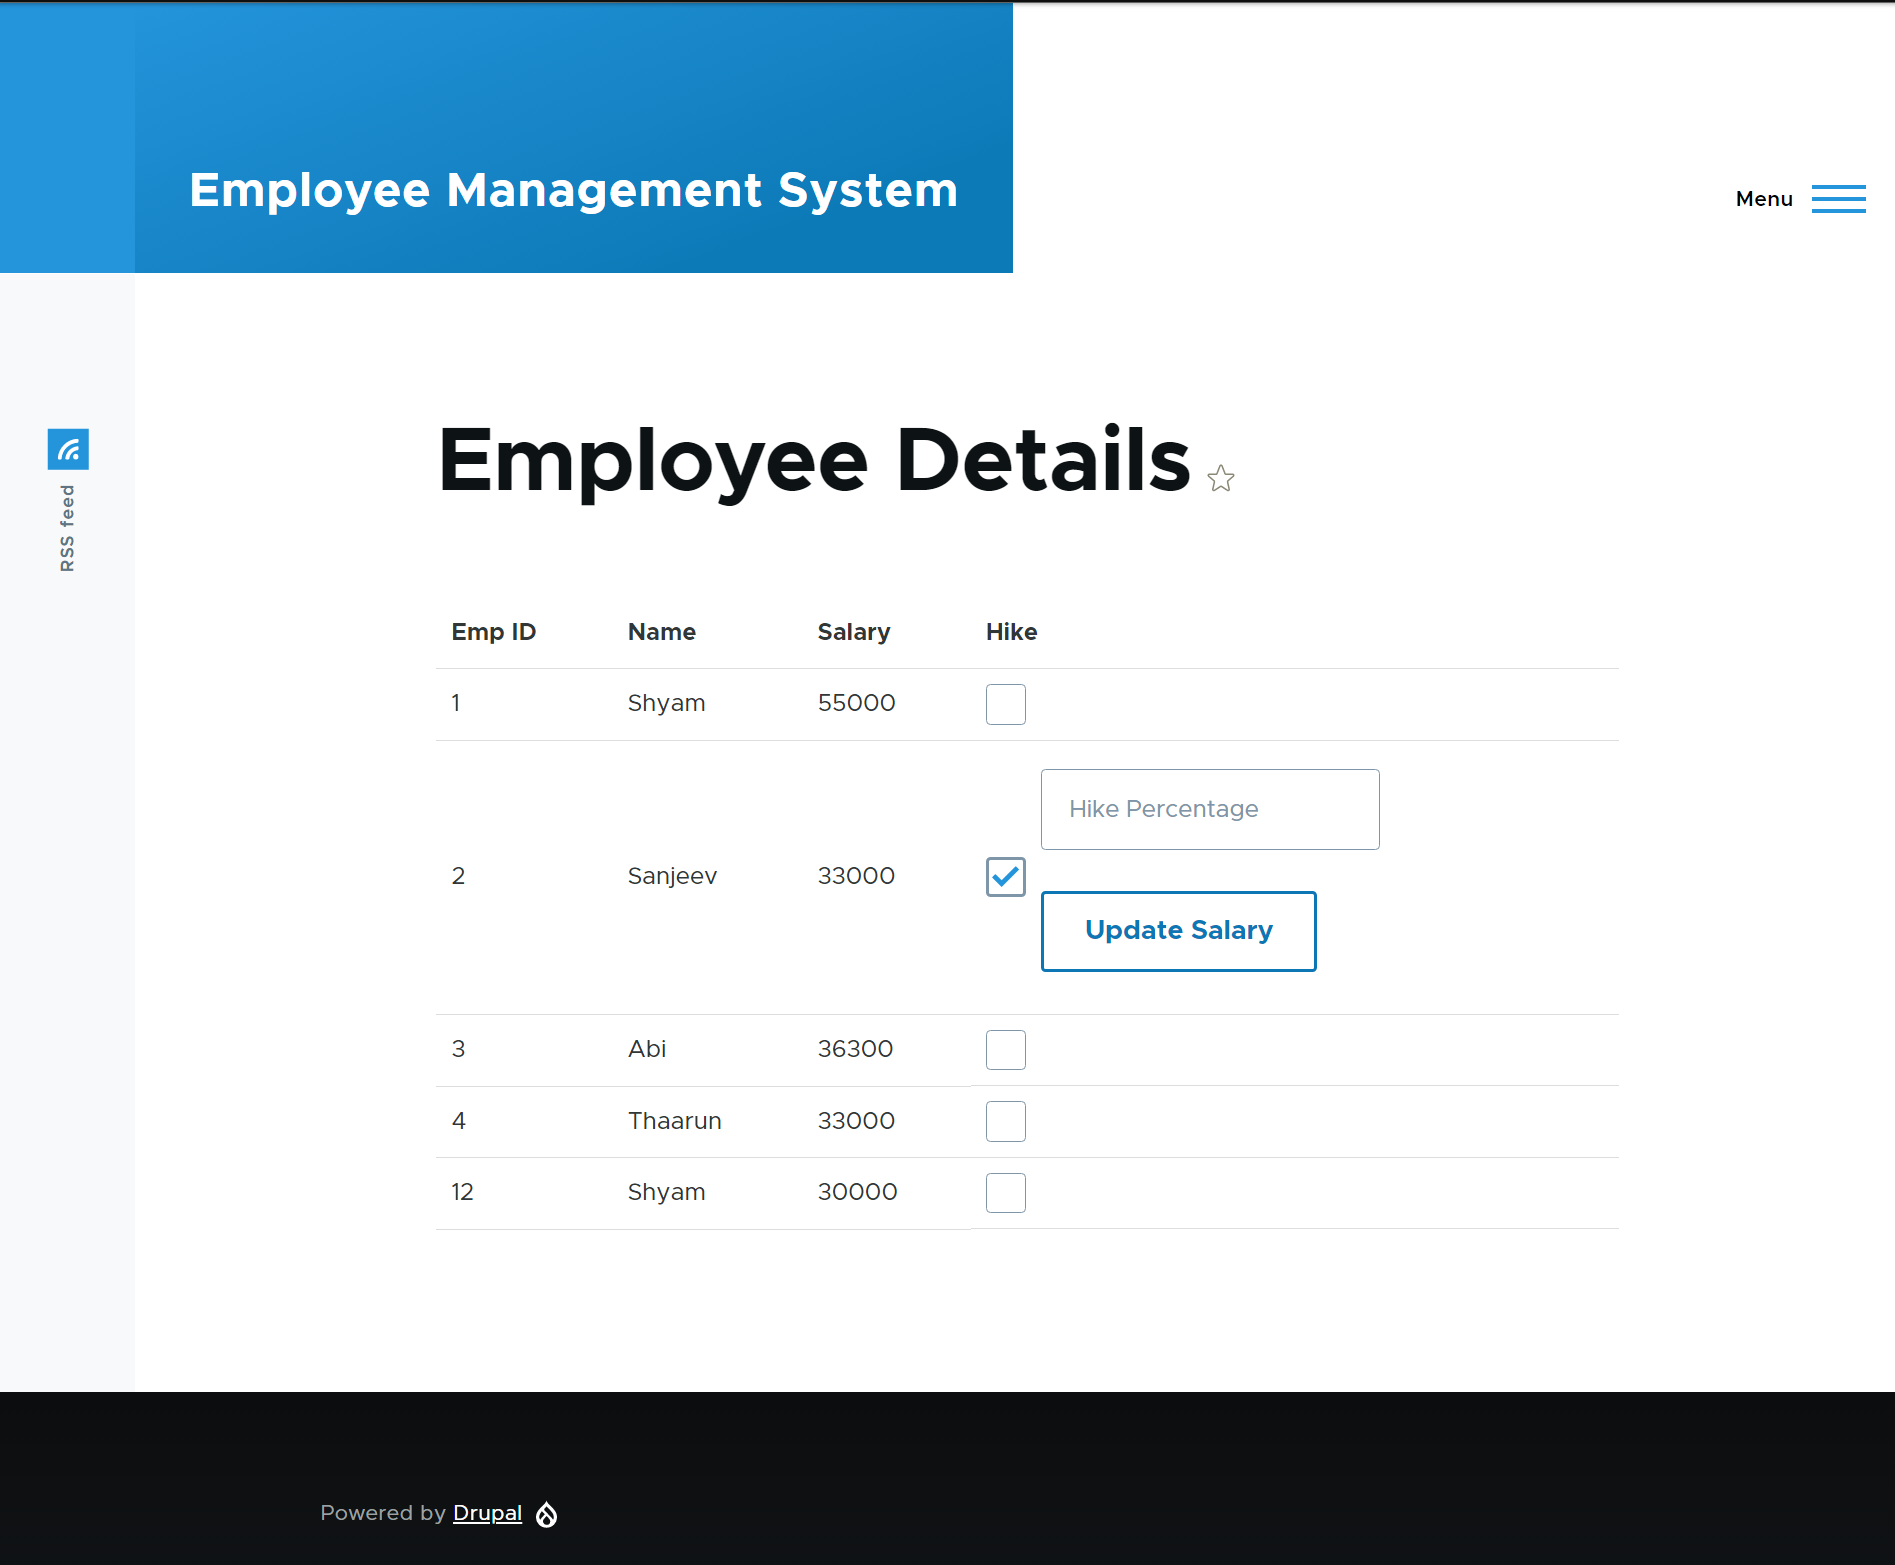 Employee Management System
Menu
RSS feed
Employee Details
Emp ID Name Salary Hike
1 Shyam 55000
Hike Percentage
2 Sanjeev 33000
Update Salary
3 Abi 36300
4 Thaarun 33000
12 Shyam 30000
Powered by Drupal